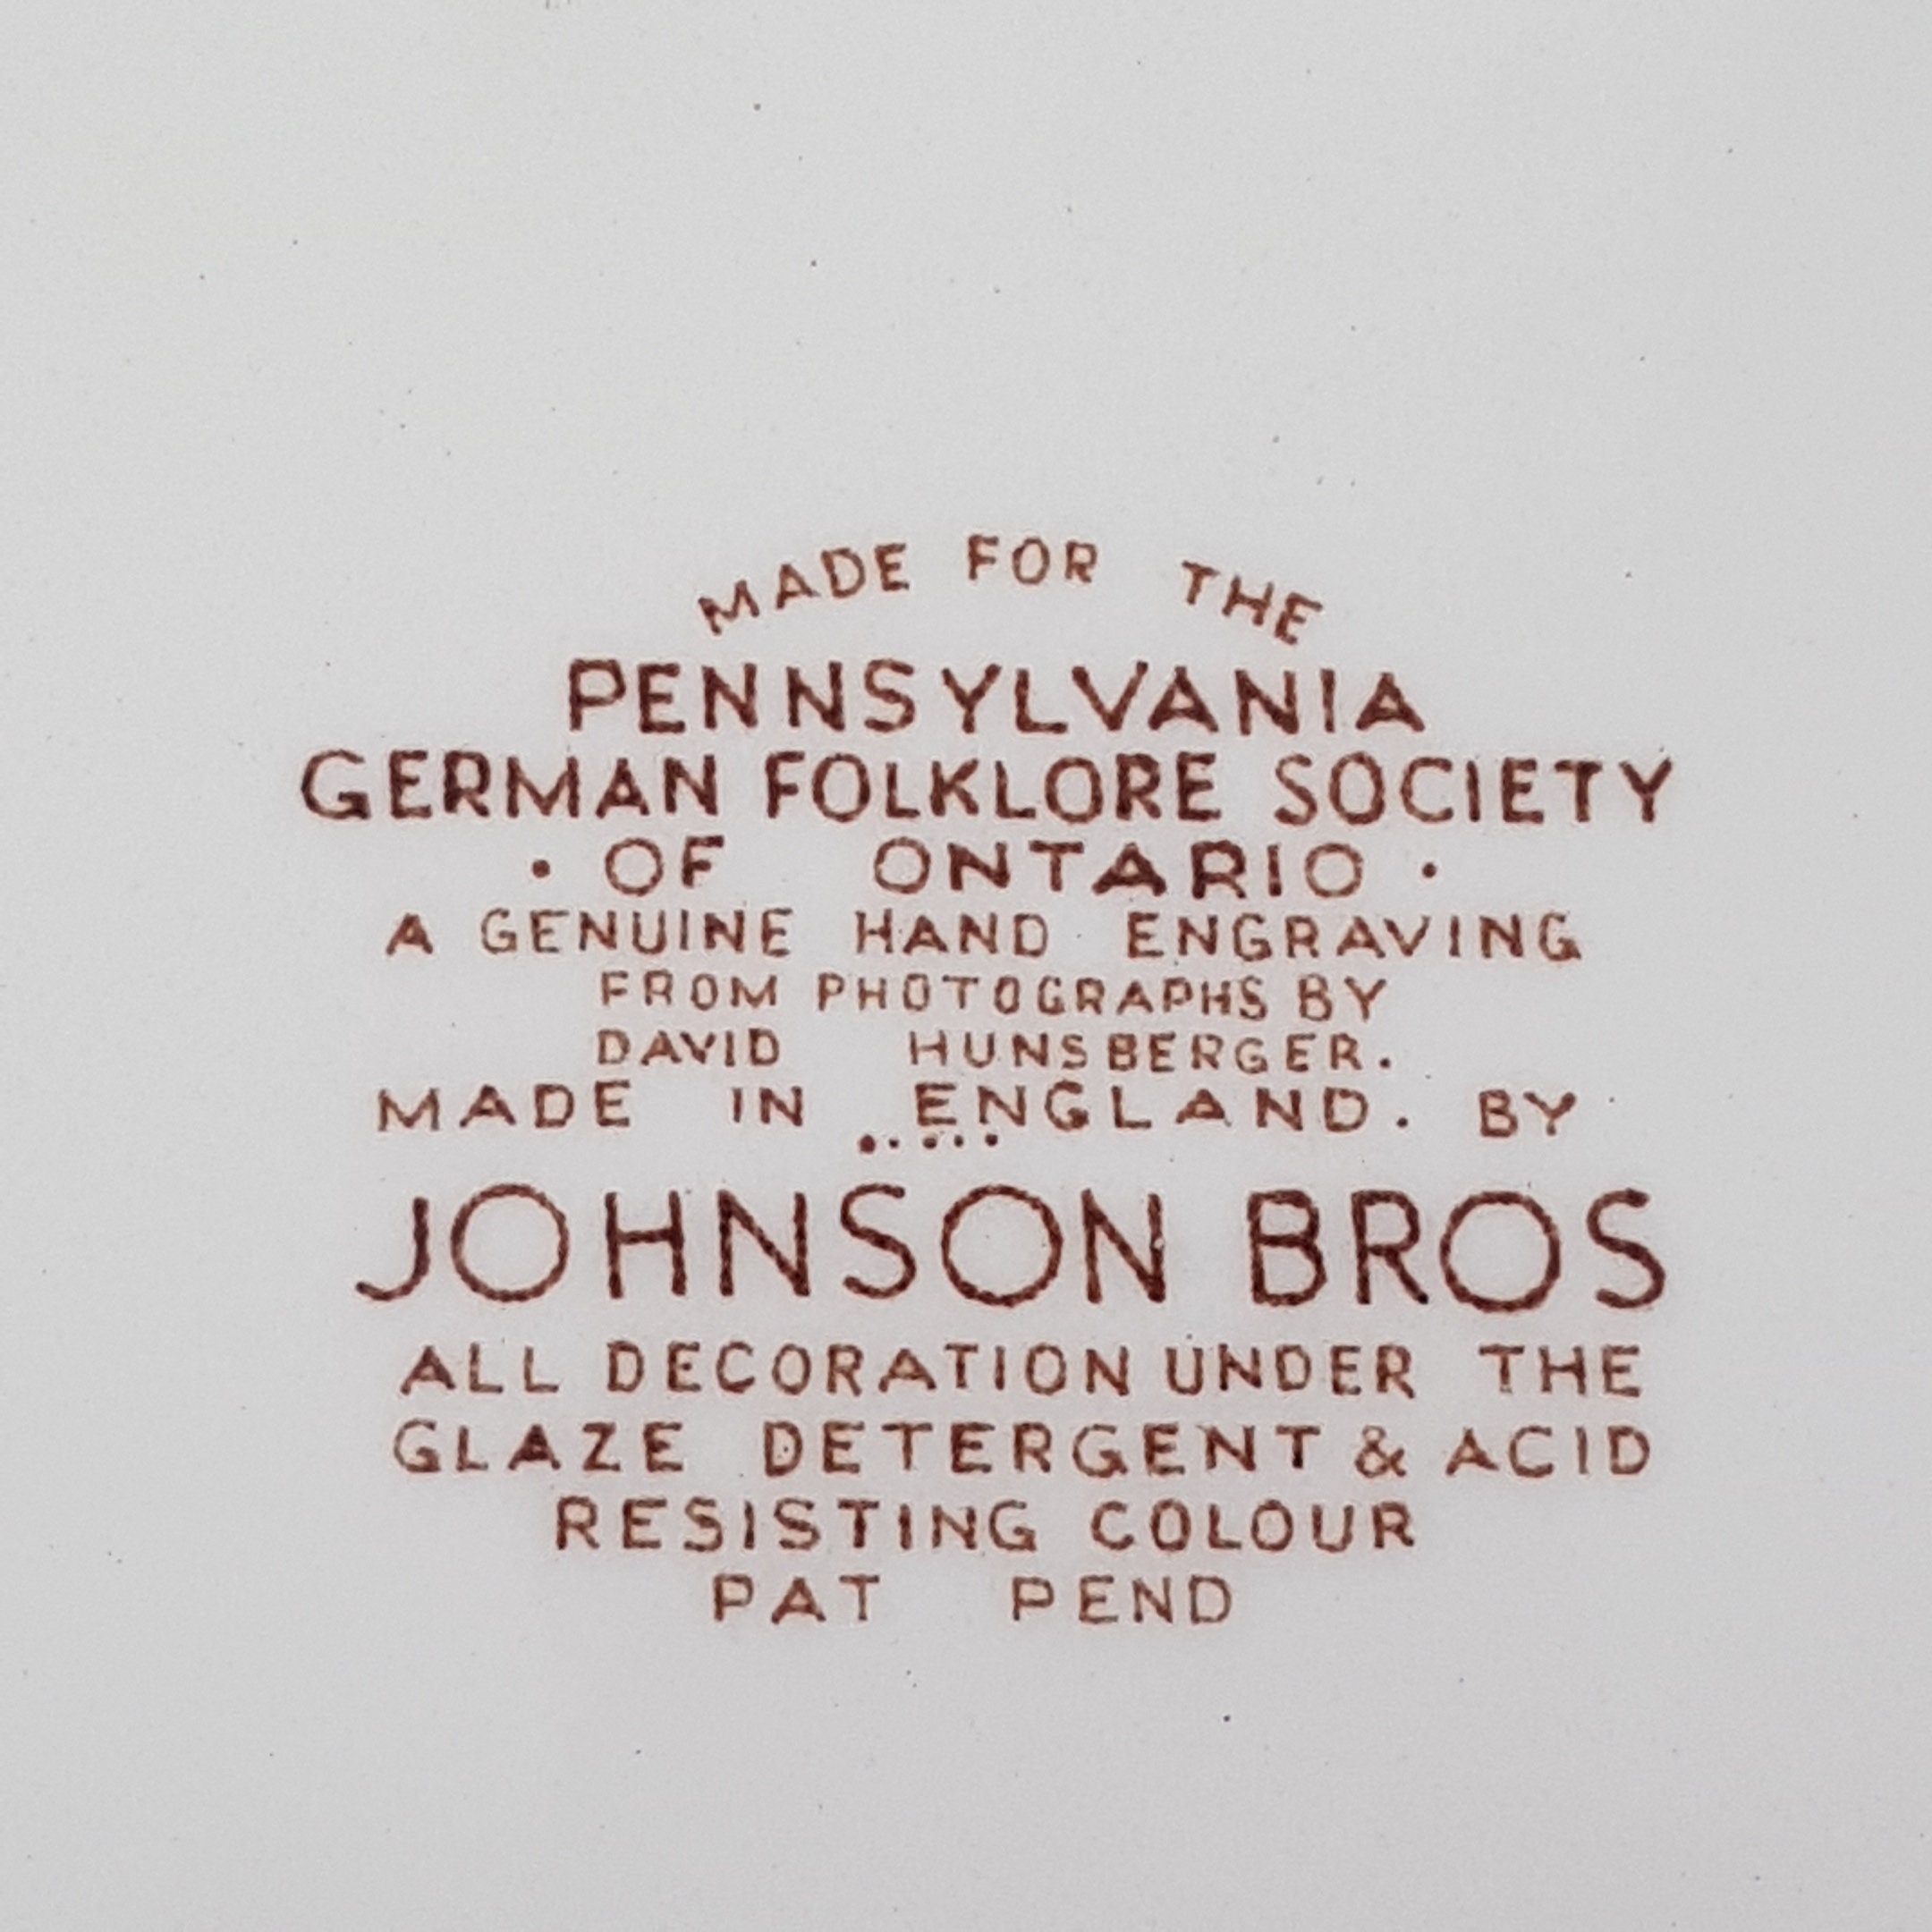 MADE FOR THE
PENNSYLVANIA
GERMAN FOLKLORE SOCIETY
· OF ONTARIO ·
A GENUINE HAND ENGRAVING
FROM PHOTOGRAPHS BY
DAVID HUNSBERGER.
MADE IN ENGLAND. BY
.....
JOHNSON BROS
ALL DECORATION UNDER THE
GLAZE DETERGENT & ACID
RESISTING COLOUR
PAT PEND